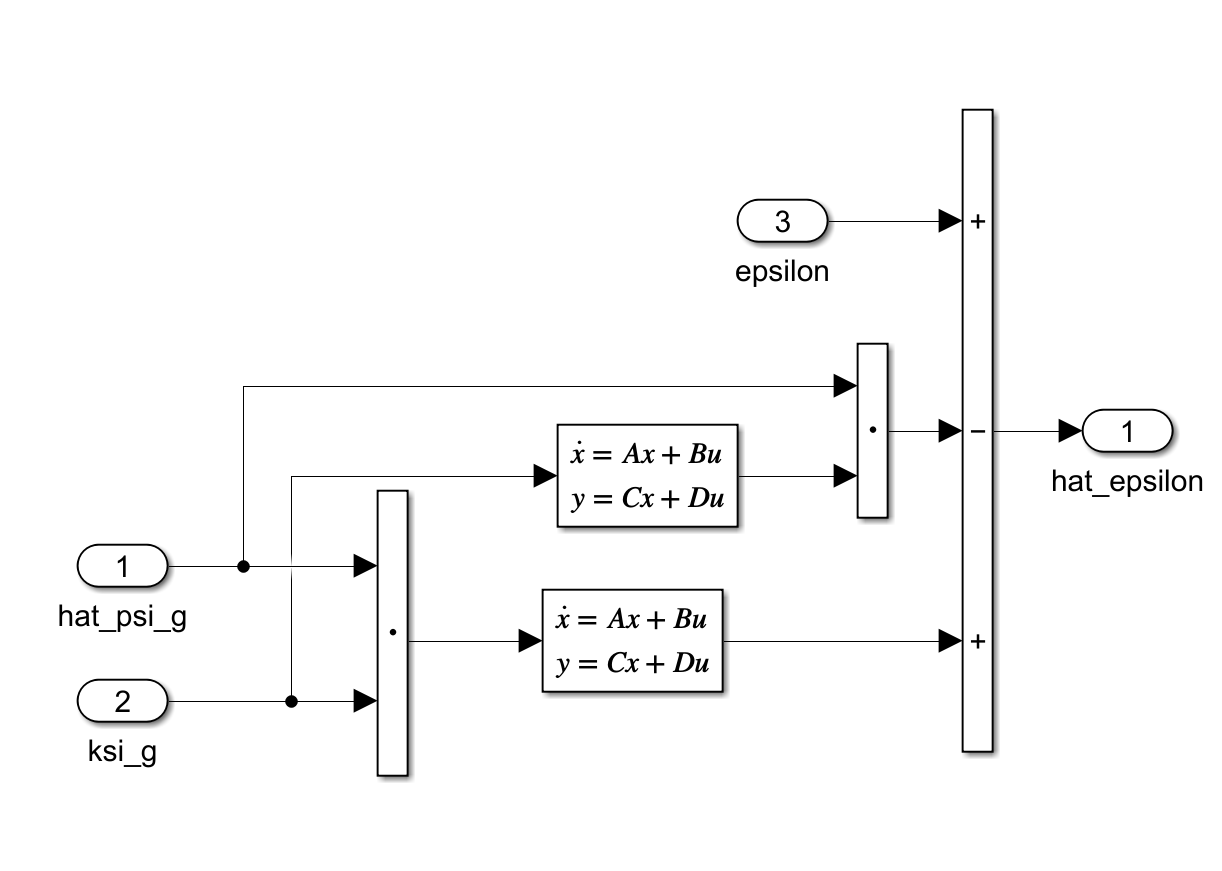 3
epsilon
+
ẋ = Ax + Bu
y = Cx + Du
−
1
hat_epsilon
1
hat_psi_g
ẋ = Ax + Bu
y = Cx + Du
+
2
ksi_g